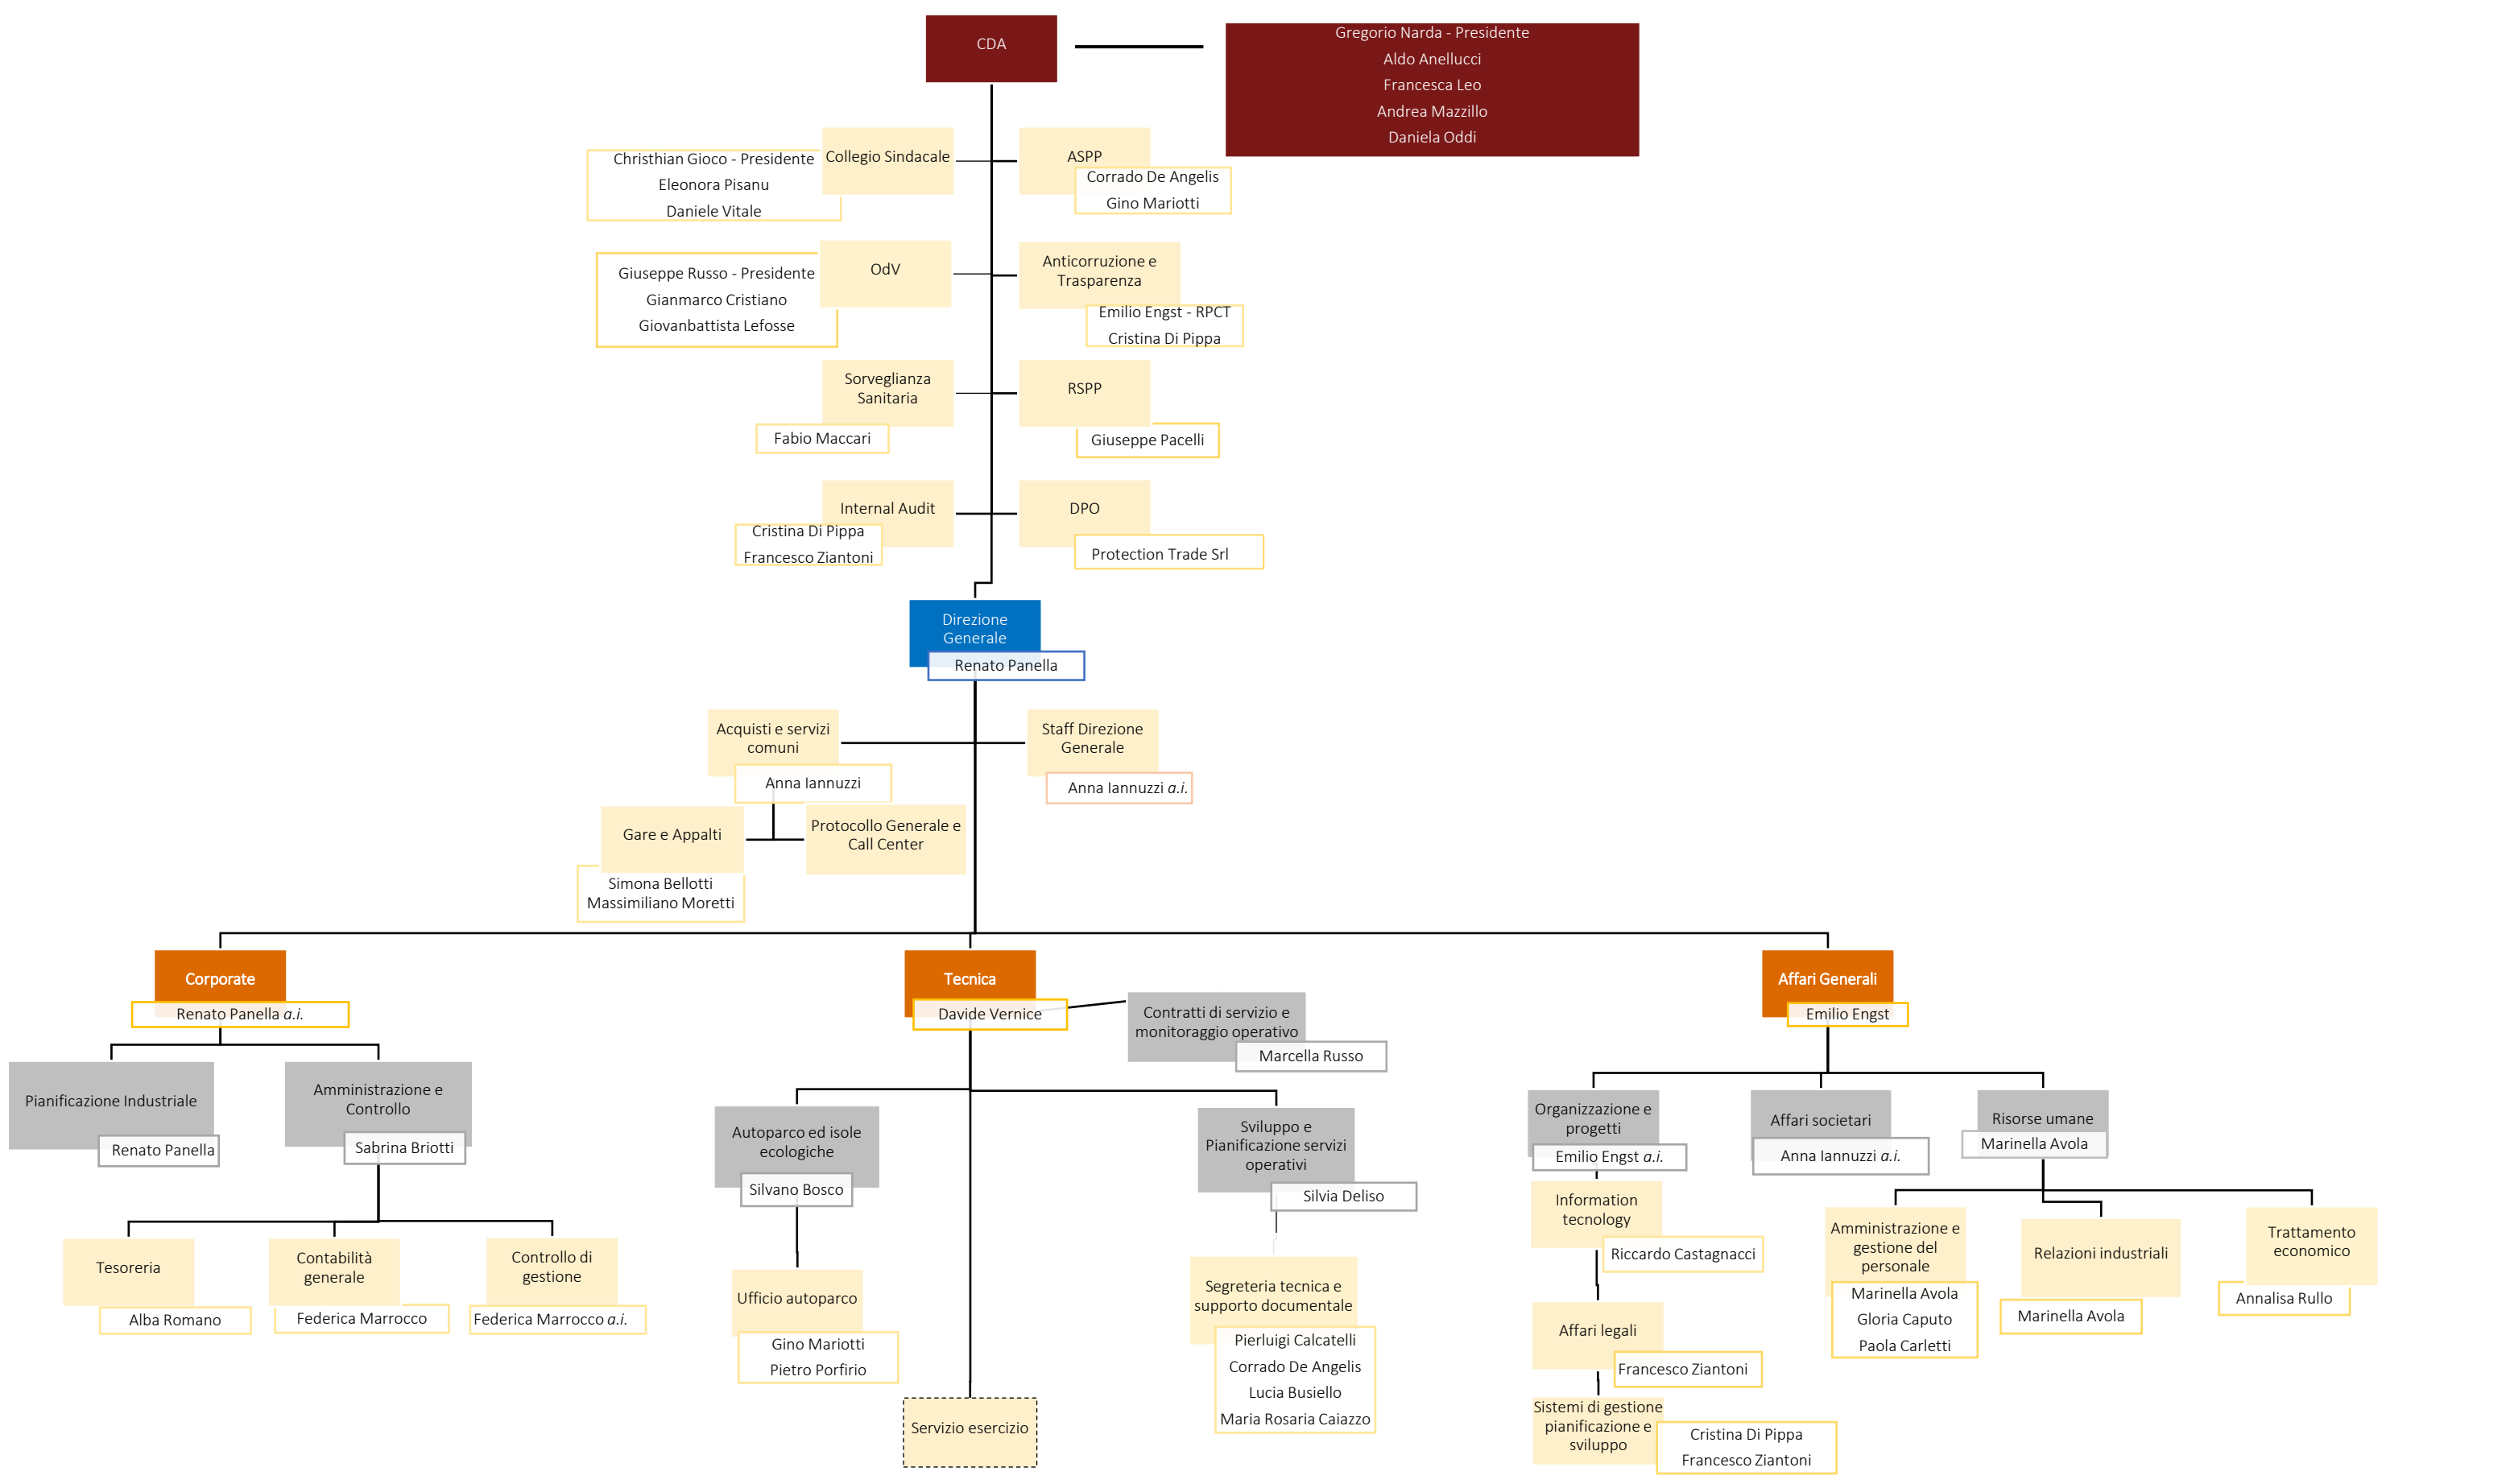 CDA
Gregorio Narda - Presidente
Aldo Anellucci
Francesca Leo
Andrea Mazzillo
Daniela Oddi
Collegio Sindacale
Christhian Gioco - Presidente
Eleonora Pisanu
Daniele Vitale
ASPP
Corrado De Angelis
Gino Mariotti
OdV
Giuseppe Russo - Presidente
Gianmarco Cristiano
Giovanbattista Lefosse
Anticorruzione e
Trasparenza
Emilio Engst - RPCT
Cristina Di Pippa
Sorveglianza
Sanitaria
Fabio Maccari
RSPP
Giuseppe Pacelli
Internal Audit
Cristina Di Pippa
Francesco Ziantoni
DPO
Protection Trade Srl
Direzione
Generale
Renato Panella
Acquisti e servizi
comuni
Anna Iannuzzi
Staff Direzione
Generale
Anna Iannuzzi a.i.
Gare e Appalti
Simona Bellotti
Massimiliano Moretti
Protocollo Generale e
Call Center
Corporate
Renato Panella a.i.
Tecnica
Davide Vernice
Affari Generali
Emilio Engst
Contratti di servizio e
monitoraggio operativo
Marcella Russo
Pianificazione Industriale
Renato Panella
Amministrazione e
Controllo
Sabrina Briotti
Autoparco ed isole
ecologiche
Silvano Bosco
Sviluppo e
Pianificazione servizi
operativi
Silvia Deliso
Organizzazione e
progetti
Emilio Engst a.i.
Affari societari
Anna Iannuzzi a.i.
Risorse umane
Marinella Avola
Tesoreria
Alba Romano
Contabilità
generale
Federica Marrocco
Controllo di
gestione
Federica Marrocco a.i.
Ufficio autoparco
Gino Mariotti
Pietro Porfirio
Servizio esercizio
Segreteria tecnica e
supporto documentale
Pierluigi Calcatelli
Corrado De Angelis
Lucia Busiello
Maria Rosaria Caiazzo
Information
tecnology
Riccardo Castagnacci
Affari legali
Francesco Ziantoni
Sistemi di gestione
pianificazione e
sviluppo
Cristina Di Pippa
Francesco Ziantoni
Amministrazione e
gestione del
personale
Marinella Avola
Gloria Caputo
Paola Carletti
Relazioni industriali
Marinella Avola
Trattamento
economico
Annalisa Rullo